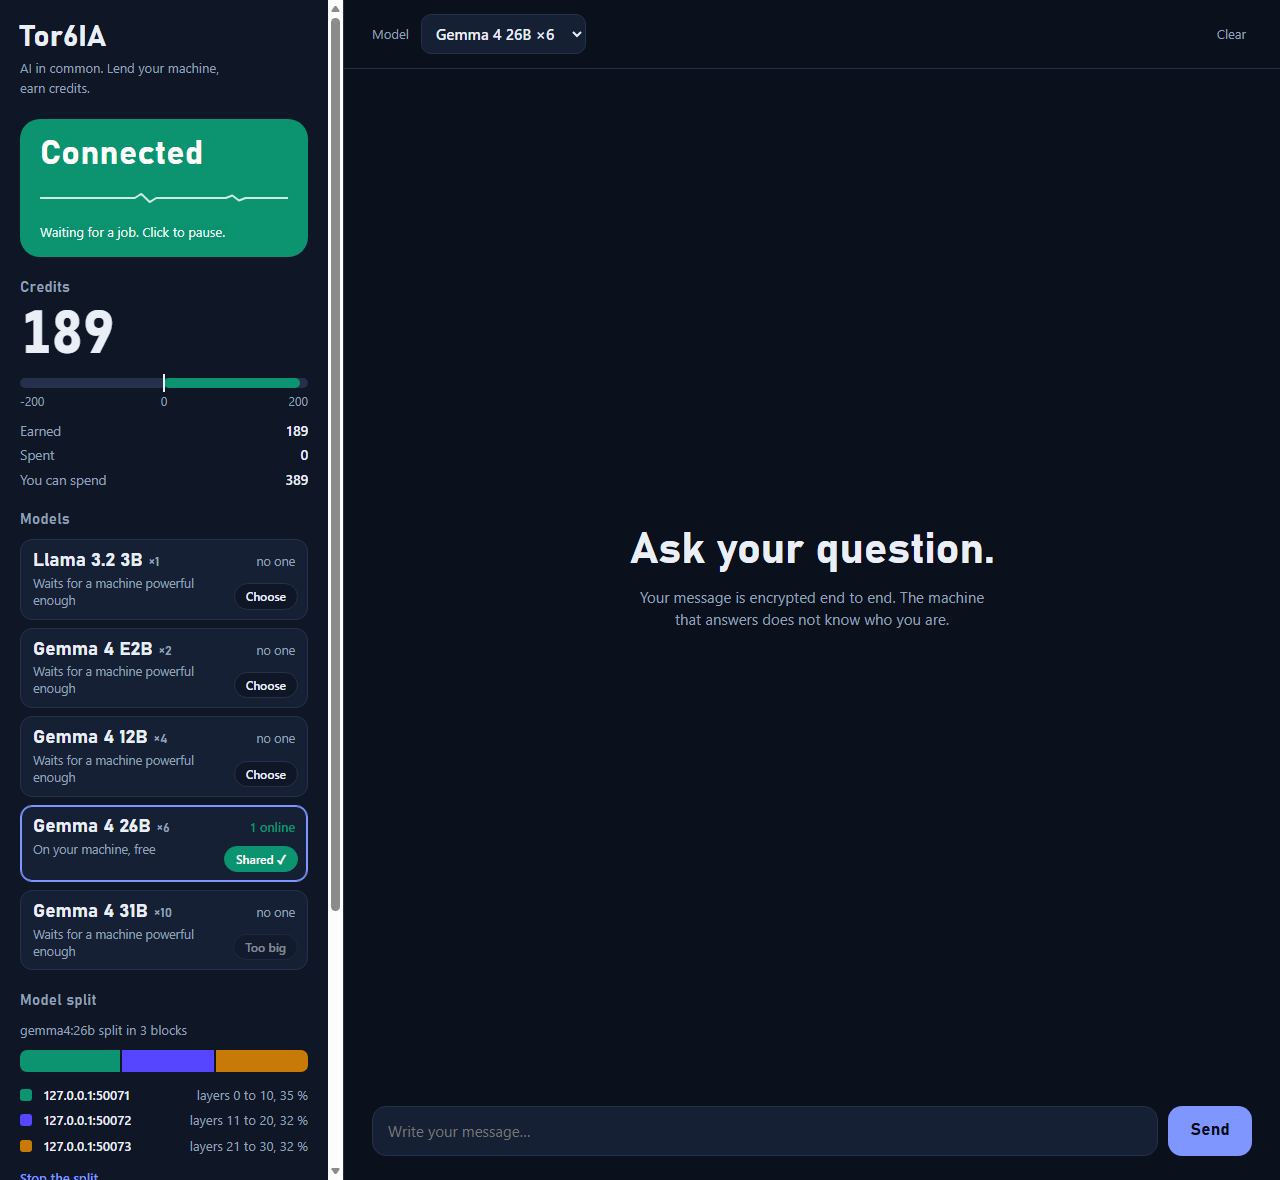 Tor6IA
AI in common. Lend your machine,
earn credits.
Connected
Waiting for a job. Click to pause.
Credits
189
-200 0 200
Earned 189
Spent 0
You can spend 389
Models
Llama 3.2 3B ×1 no one
Waits for a machine powerful
enough
Choose
Gemma 4 E2B ×2 no one
Waits for a machine powerful
enough
Choose
Gemma 4 12B ×4 no one
Waits for a machine powerful
enough
Choose
Gemma 4 26B ×6 1 online
On your machine, free
Shared ✓
Gemma 4 31B ×10 no one
Waits for a machine powerful
enough
Too big
Model split
gemma4:26b split in 3 blocks
127.0.0.1:50071 layers 0 to 10, 35 %
127.0.0.1:50072 layers 11 to 20, 32 %
127.0.0.1:50073 layers 21 to 30, 32 %
Stop the split
Model Gemma 4 26B ×6 Clear
Ask your question.
Your message is encrypted end to end. The machine
that answers does not know who you are.
Write your message...
Send